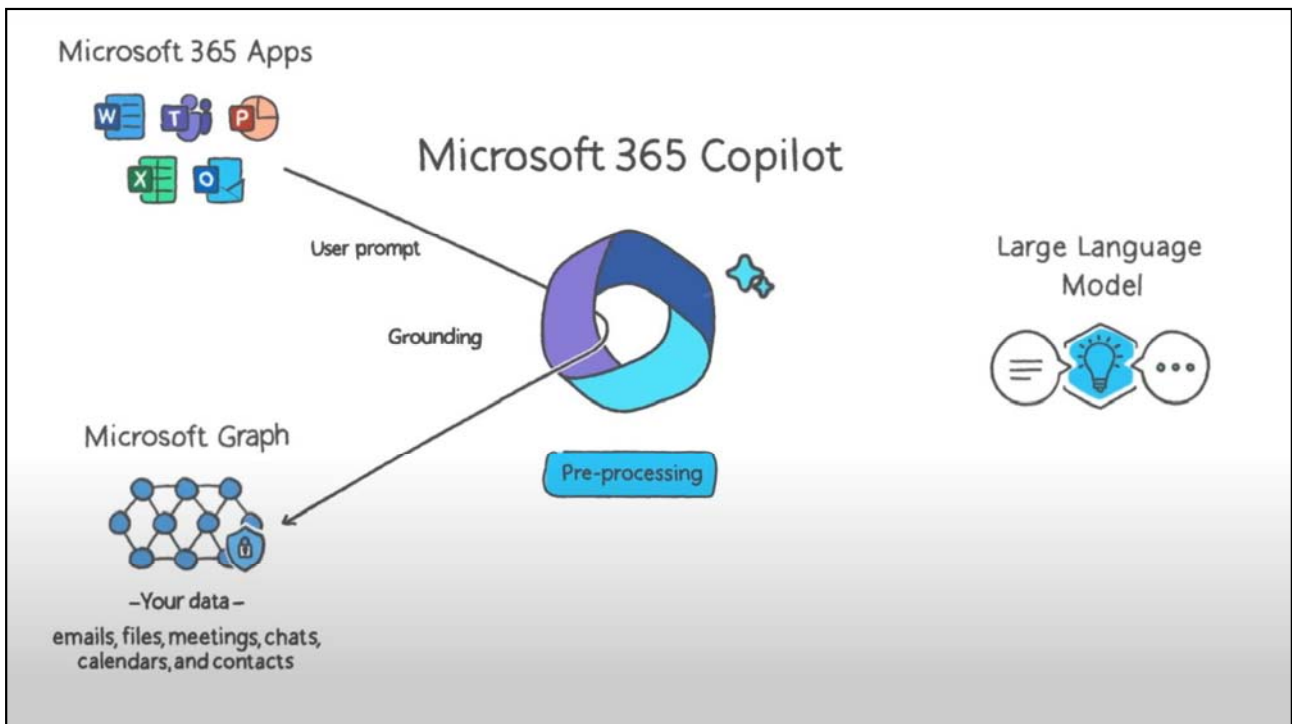 Microsoft 365 Apps
W
T
P
X
O
Microsoft 365 Copilot
User prompt
Grounding
Large Language
Model
Microsoft Graph
Pre-processing
–Your data–
emails, files, meetings, chats,
calendars, and contacts